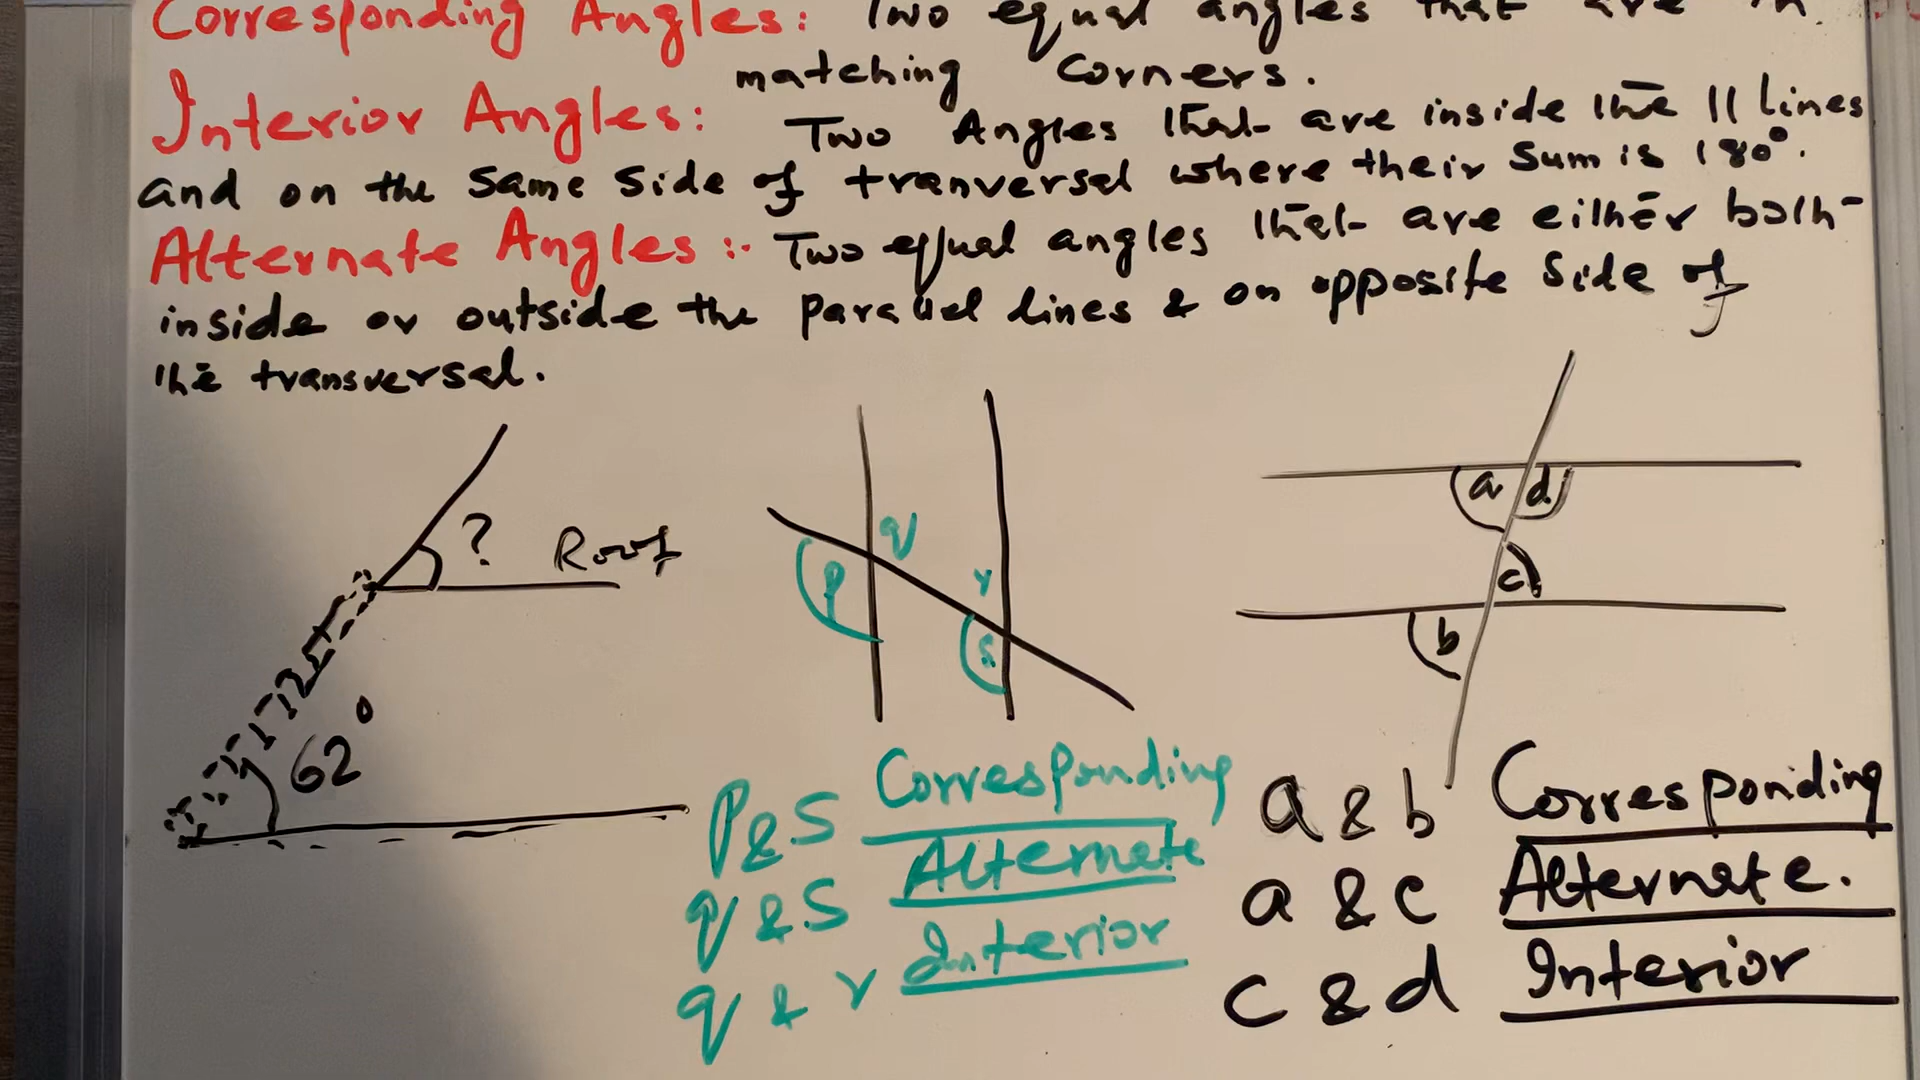 Corresponding Angles: Two equal angles that are in
matching Corners.
Interior Angles: Two Angles that are inside the || Lines
and on the same side of tranversal where their Sum is 180°.
Alternate Angles :- Two equal angles that are either both
inside or outside the parallel lines & on opposite side of
the transversal.
? Roof
62°
q
p
r
s
a d
c
b
P & S Corresponding
q & S Alternate
q & r Interior
a & b Corresponding
a & c Alternate.
c & d Interior